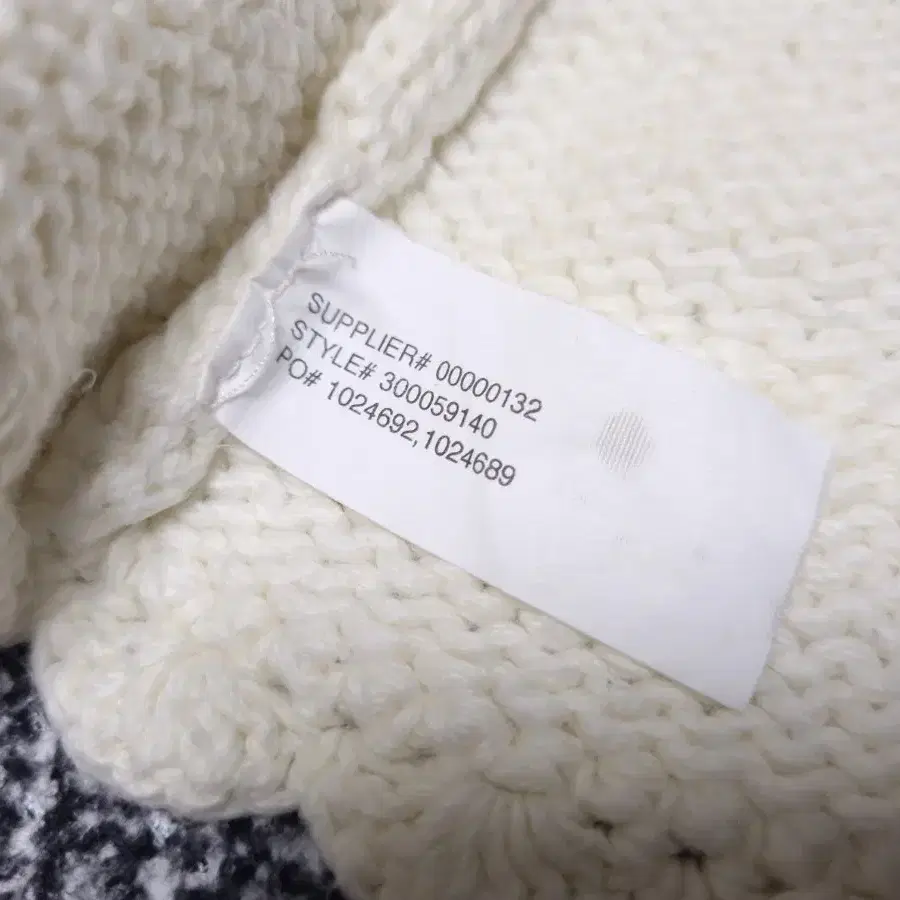 SUPPLIER# 00000132
STYLE# 300059140
PO# 1024692,1024689